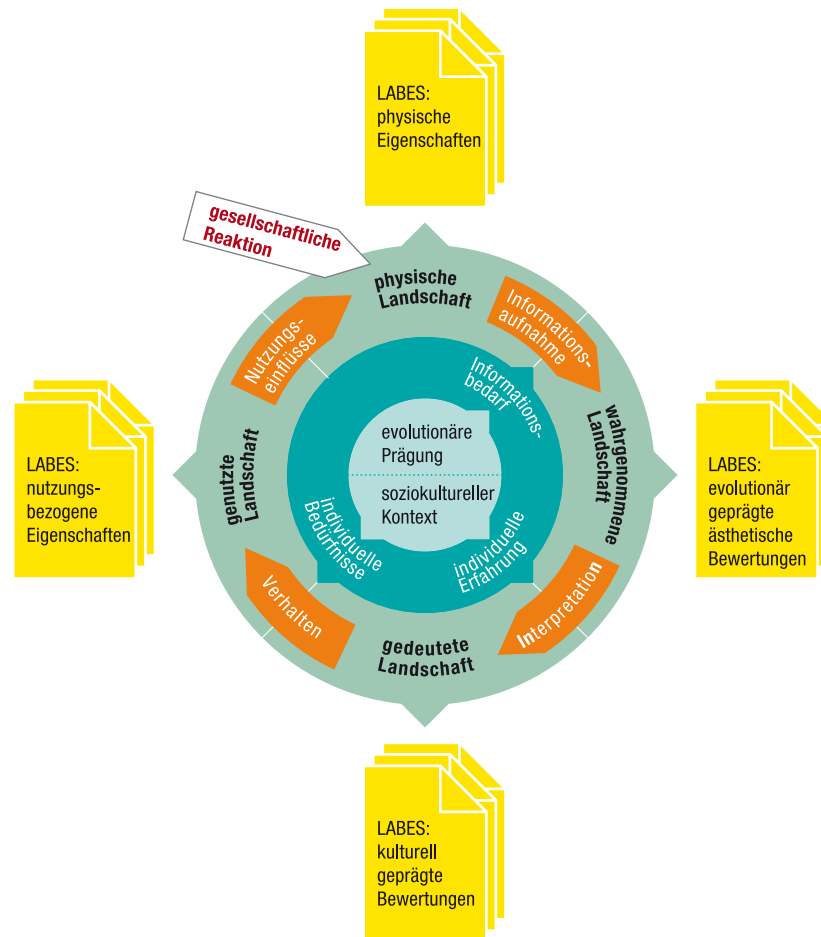 LABES:
physische
Eigenschaften
gesellschaftliche
Reaktion
physische
Landschaft
Informations-
aufnahme
Nutzungs-
einflüsse
Informations-
bedarf
wahrgenommene
Landschaft
evolutionäre
Prägung
soziokultureller
Kontext
genutzte
Landschaft
LABES:
nutzungs-
bezogene
Eigenschaften
LABES:
evolutionär
geprägte
ästhetische
Bewertungen
individuelle
Bedürfnisse
individuelle
Erfahrung
Verhalten
Interpretation
gedeutete
Landschaft
LABES:
kulturell
geprägte
Bewertungen